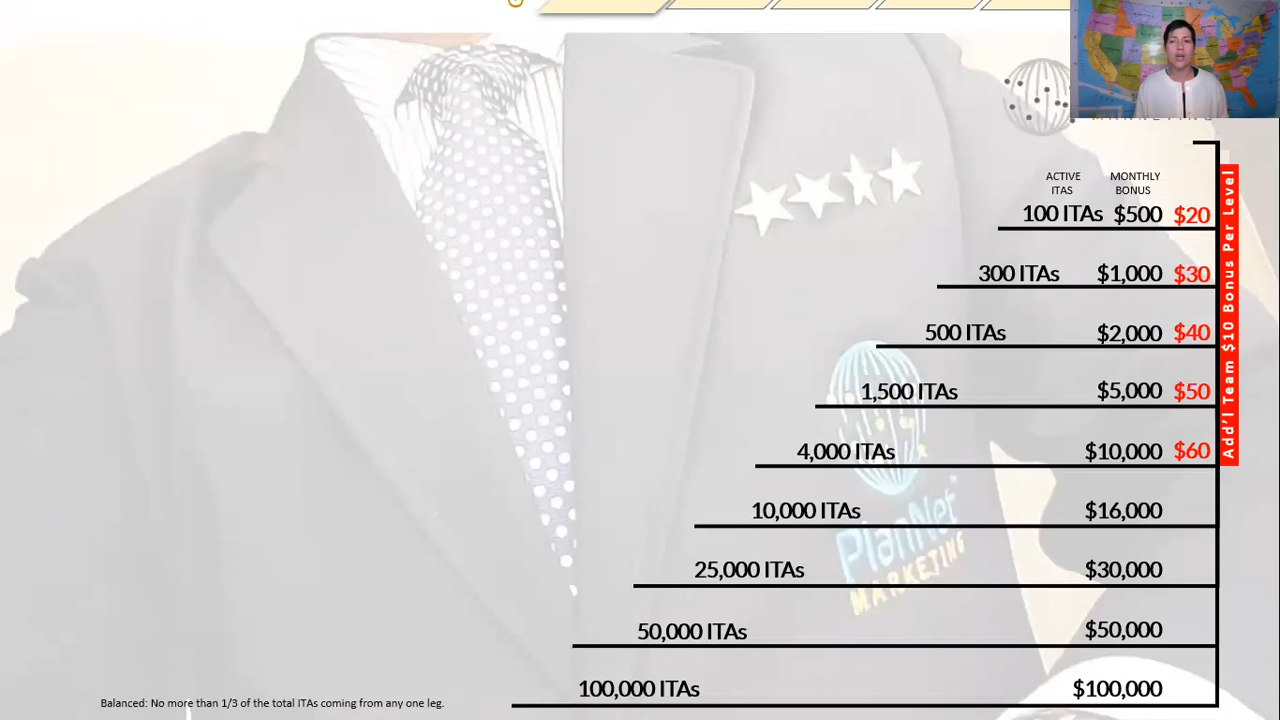 ACTIVE MONTHLY
ITAS BONUS
100 ITAs $500 $20
300 ITAs $1,000 $30
500 ITAs $2,000 $40
1,500 ITAs $5,000 $50
4,000 ITAs $10,000 $60
10,000 ITAs $16,000
25,000 ITAs $30,000
50,000 ITAs $50,000
100,000 ITAs $100,000
Add'l Team $10 Bonus Per Level
PlanNet
MARKETING
Balanced: No more than 1/3 of the total ITAs coming from any one leg.